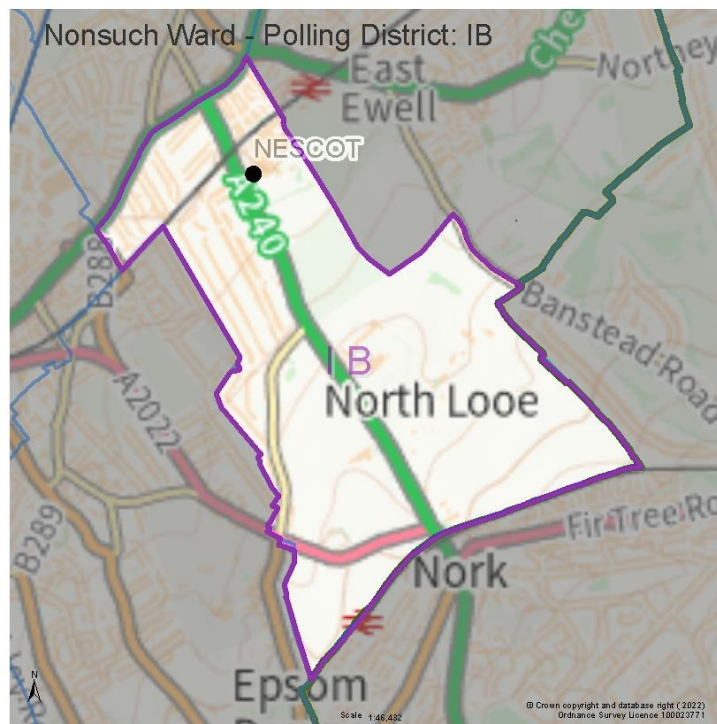 Nonsuch Ward - Polling District: IB
Che
Northey
East
Ewell
NESCOT
A240
B288
Banstead Road
I B
North Looe
A2022
B289
Fir Tree Ro
Nork
Epsom
N
Scale 1:46,432
© Crown copyright and database right ( 2022)
Ordnance Survey Licence 100023771